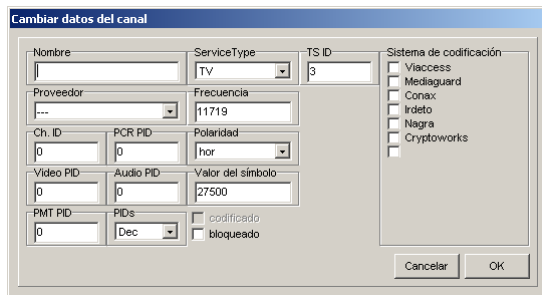 Cambiar datos del canal
Nombre
ServiceType
TV
TS ID
3
Sistema de codificación
Viaccess
Mediaguard
Conax
Irdeto
Nagra
Cryptoworks
Proveedor
---
Frecuencia
11719
Ch. ID
0
PCR PID
0
Polaridad
hor
Video PID
0
Audio PID
0
Valor del símbolo
27500
PMT PID
0
PIDs
Dec
codificado
bloqueado
Cancelar
OK